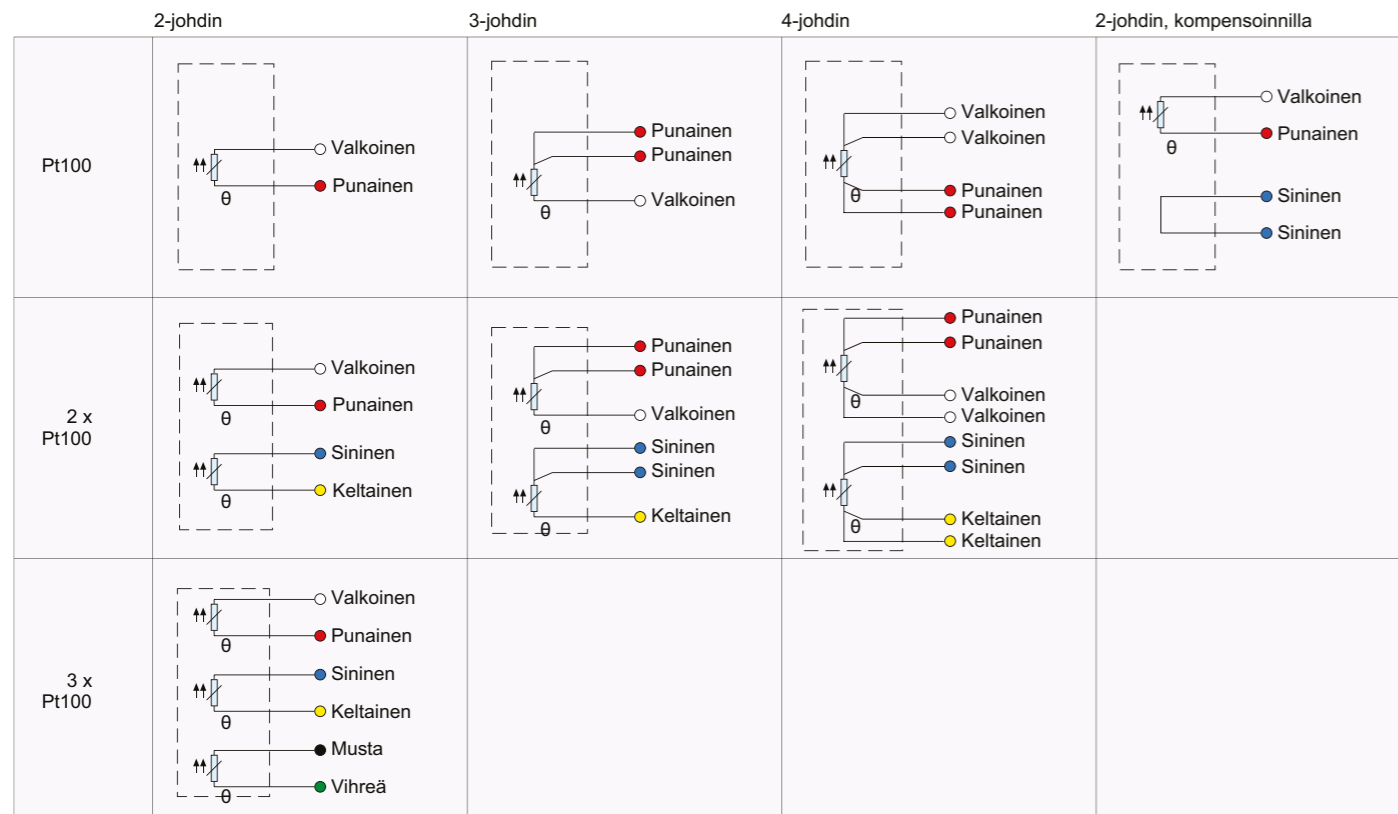 2-johdin
3-johdin
4-johdin
2-johdin, kompensoinnilla
Pt100
Valkoinen
Punainen
θ
Punainen
Punainen
Valkoinen
θ
Valkoinen
Valkoinen
Punainen
Punainen
θ
Valkoinen
Punainen
θ
Sininen
Sininen
2 x
Pt100
Valkoinen
Punainen
θ
Sininen
Keltainen
θ
Punainen
Punainen
Valkoinen
θ
Sininen
Sininen
Keltainen
θ
Punainen
Punainen
Valkoinen
θ
Valkoinen
Sininen
Sininen
Keltainen
θ
Keltainen
3 x
Pt100
Valkoinen
Punainen
θ
Sininen
Keltainen
θ
Musta
Vihreä
θ